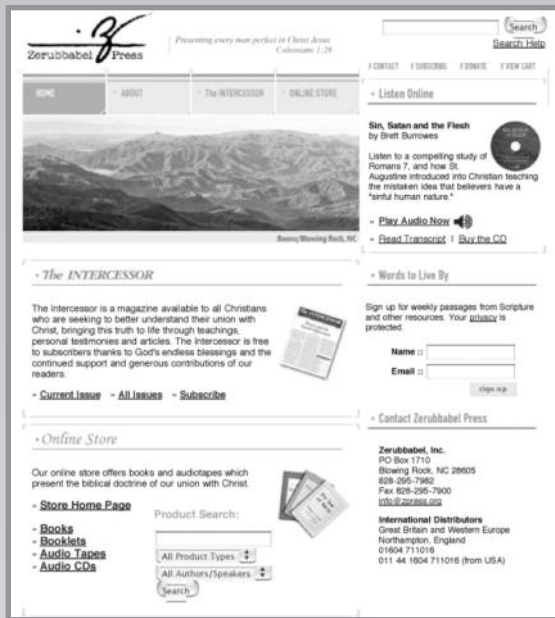 Zerubbabel Press
Presenting every man perfect in Christ Jesus.
Colossians 1:28
Search
Search Help
CONTACT
SUBSCRIBE
DONATE
VIEW CART
HOME
ABOUT
The INTERCESSOR
ONLINE STORE
Boone/Blowing Rock, NC
The INTERCESSOR
The Intercessor is a magazine available to all Christians
who are seeking to better understand their union with
Christ, bringing this truth to life through teachings,
personal testimonies and articles. The Intercessor is free
to subscribers thanks to God's endless blessings and the
continued support and generous contributions of our
readers.
» Current Issue » All Issues » Subscribe
Online Store
Our online store offers books and audiotapes which
present the biblical doctrine of our union with Christ.
» Store Home Page
» Books
» Booklets
» Audio Tapes
» Audio CDs
Product Search:
All Product Types
All Authors/Speakers
Search
Listen Online
Sin, Satan and the Flesh
by Brett Burrowes
Listen to a compelling study of
Romans 7, and how St.
Augustine introduced into Christian teaching
the mistaken idea that believers have a
"sinful human nature."
» Play Audio Now
» Read Transcript | Buy the CD
Words to Live By
Sign up for weekly passages from Scripture
and other resources. Your privacy is
protected.
Name ::
Email ::
sign up
Contact Zerubbabel Press
Zerubbabel, Inc.
PO Box 1710
Blowing Rock, NC 28605
828-295-7982
Fax 828-295-7900
info@zpress.org
International Distributors
Great Britain and Western Europe
Northampton, England
01604 711016
011 44 1604 711016 (from USA)